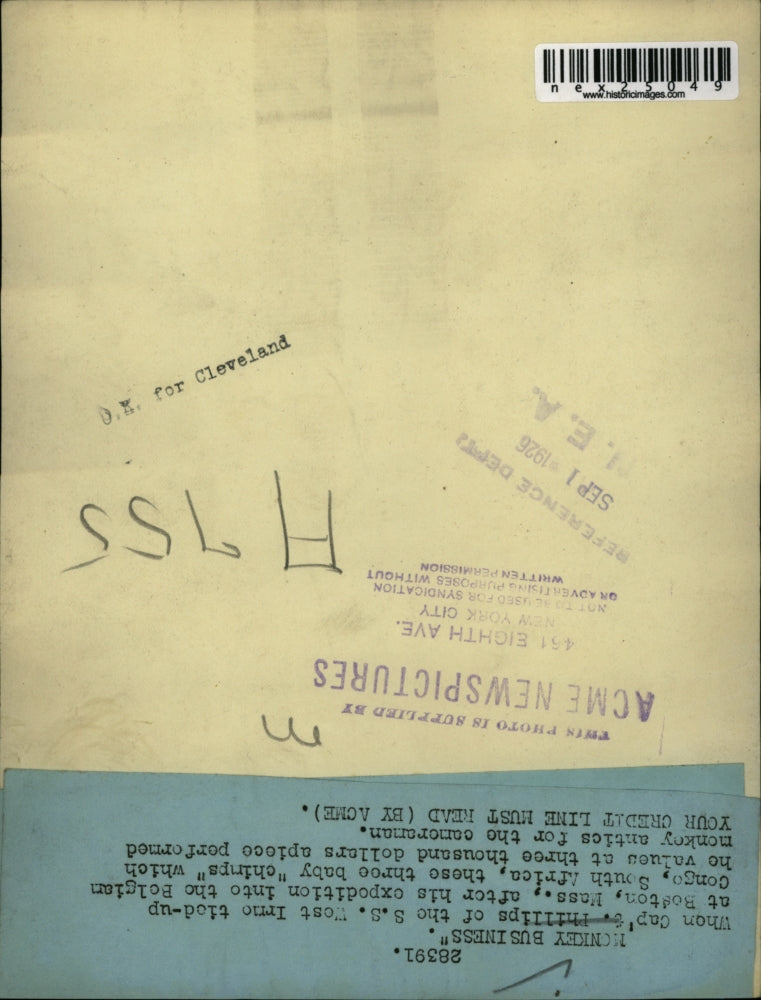 nex25049
www.historicimages.com
O.K. for Cleveland
N. E. A.
SEP 1 1926
REFERENCE DEPT.
A 755
THIS PHOTO IS SUPPLIED BY
ACME NEWSPICTURES
461 EIGHTH AVE.
NEW YORK CITY
NOT TO BE USED FOR SYNDICATION
OR ADVERTISING PURPOSES WITHOUT
WRITTEN PERMISSION
m
28391.
"MONKEY BUSINESS".
When Cap't. Phillips of the S.S. West Irmo tied-up
at Boston, Mass., after his expedition into the Belgian
Congo, South Africa, these three baby "chimps" which
he values at three thousand dollars apiece performed
monkey antics for the cameraman.
YOUR CREDIT LINE MUST READ (BY ACME).